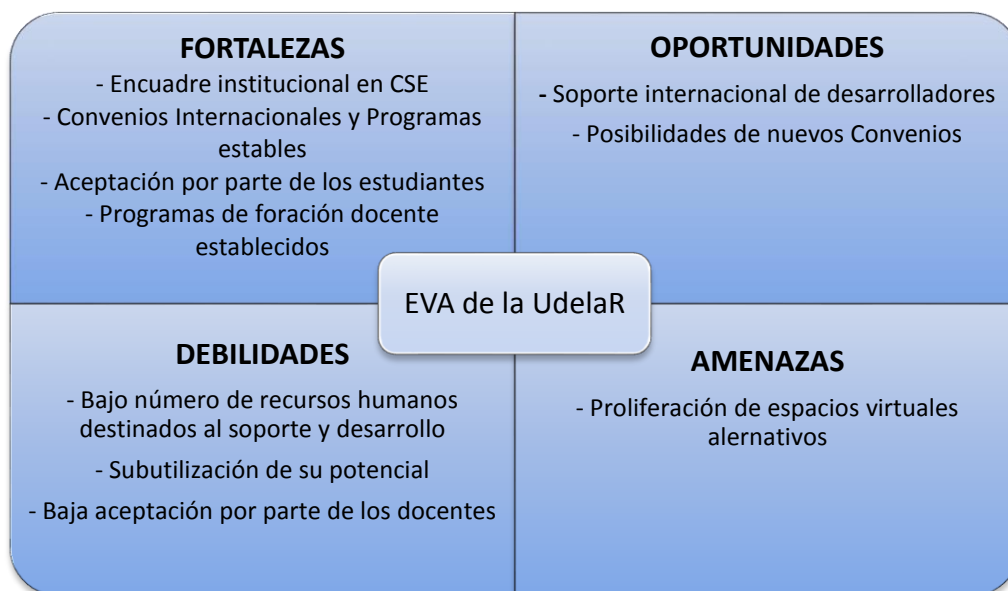 FORTALEZAS
- Encuadre institucional en CSE
- Convenios Internacionales y Programas
estables
- Aceptación por parte de los estudiantes
- Programas de foración docente
establecidos
OPORTUNIDADES
- Soporte internacional de desarrolladores
- Posibilidades de nuevos Convenios
EVA de la UdelaR
DEBILIDADES
- Bajo número de recursos humanos
destinados al soporte y desarrollo
- Subutilización de su potencial
- Baja aceptación por parte de los docentes
AMENAZAS
- Proliferación de espacios virtuales
alernativos